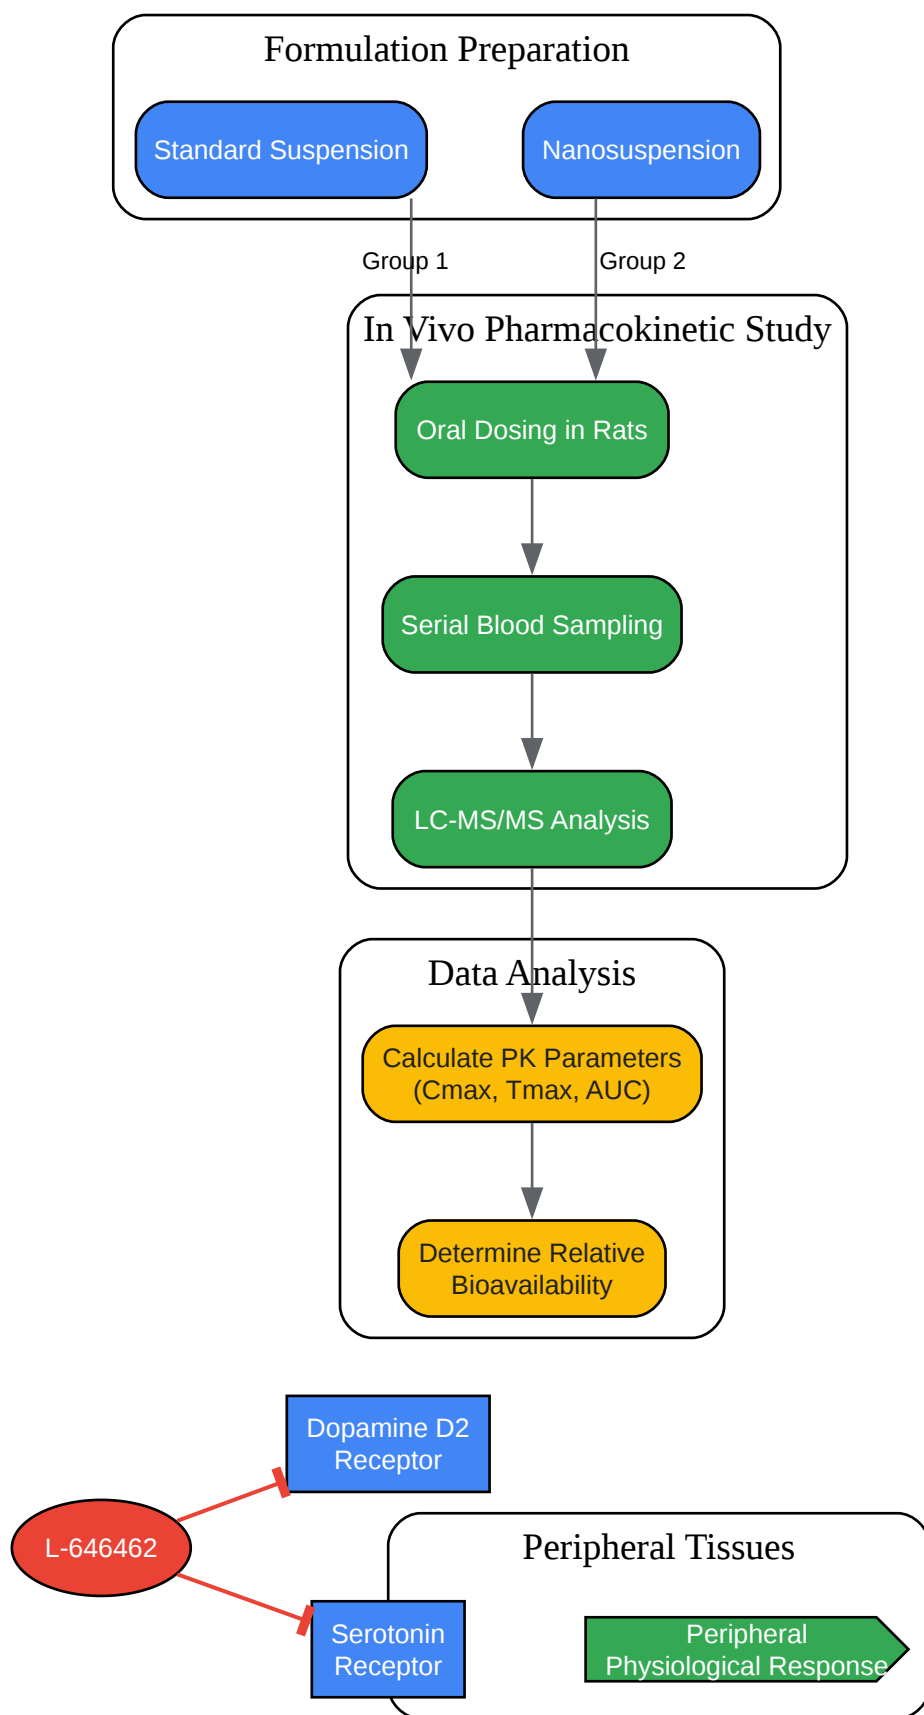 Formulation Preparation
Standard Suspension
Nanosuspension
Group 1
Group 2
In Vivo Pharmacokinetic Study
Oral Dosing in Rats
Serial Blood Sampling
LC-MS/MS Analysis
Data Analysis
Calculate PK Parameters
(Cmax, Tmax, AUC)
Determine Relative
Bioavailability
Dopamine D2
Receptor
L-646462
Peripheral Tissues
Serotonin
Receptor
Peripheral
Physiological Response